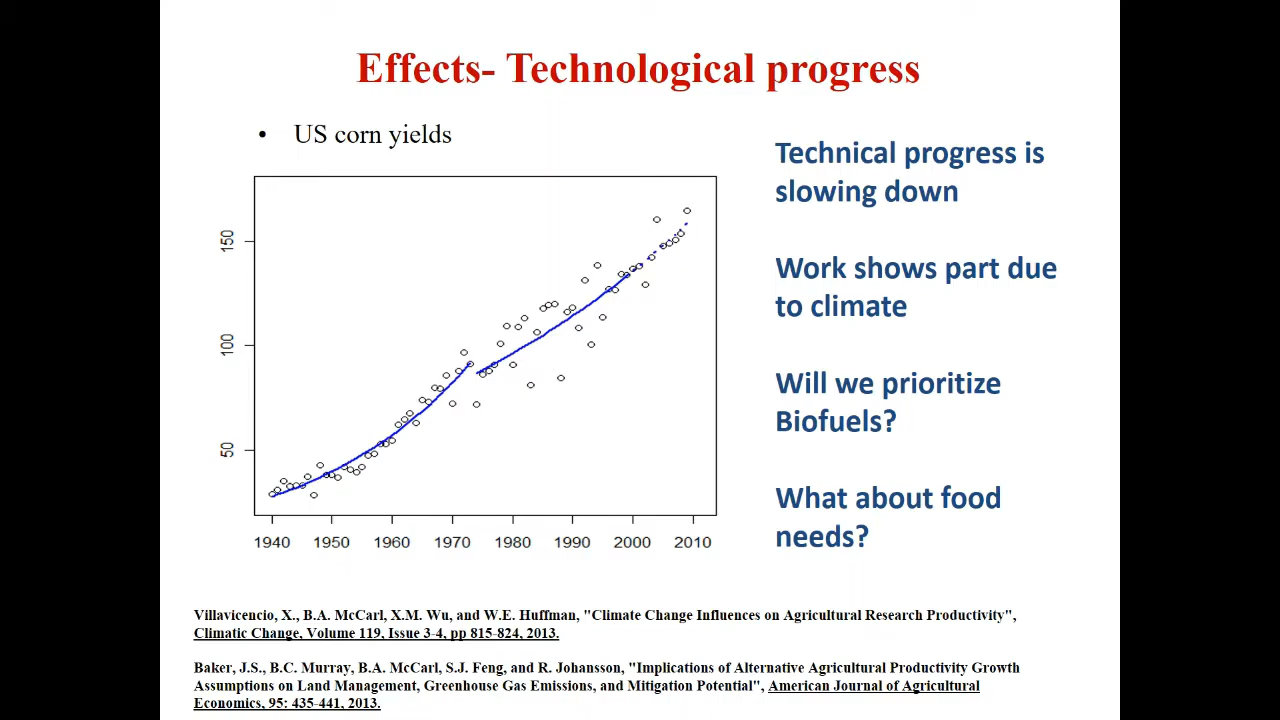 Effects- Technological progress
• US corn yields
Technical progress is
slowing down
Work shows part due
to climate
Will we prioritize
Biofuels?
What about food
needs?
150
100
50
1940 1950 1960 1970 1980 1990 2000 2010
Villavicencio, X., B.A. McCarl, X.M. Wu, and W.E. Huffman, "Climate Change Influences on Agricultural Research Productivity",
Climatic Change, Volume 119, Issue 3-4, pp 815-824, 2013.
Baker, J.S., B.C. Murray, B.A. McCarl, S.J. Feng, and R. Johansson, "Implications of Alternative Agricultural Productivity Growth
Assumptions on Land Management, Greenhouse Gas Emissions, and Mitigation Potential", American Journal of Agricultural
Economics, 95: 435-441, 2013.